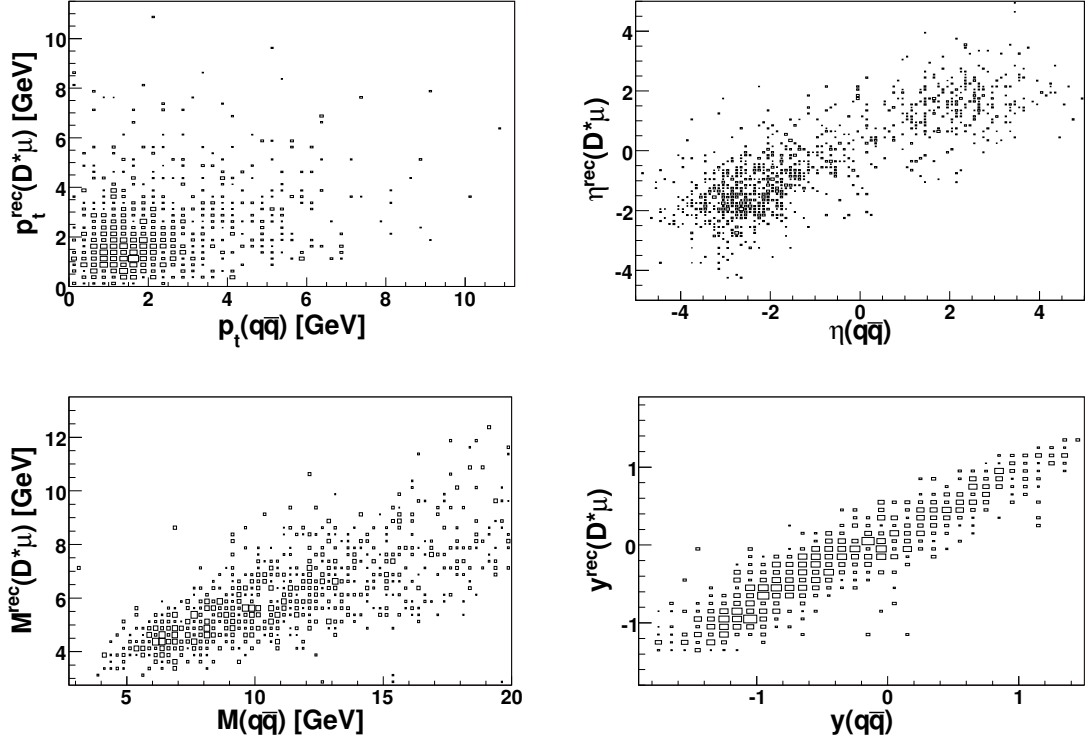 p_t^rec(D*μ) [GeV]
10
8
6
4
2
0
0 2 4 6 8 10
p_t(qq̅) [GeV]
η^rec(D*μ)
4
2
0
-2
-4
-4 -2 0 2 4
η(qq̅)
M^rec(D*μ) [GeV]
12
10
8
6
4
5 10 15 20
M(qq̅) [GeV]
y^rec(D*μ)
1
0
-1
-1 0 1
y(qq̅)